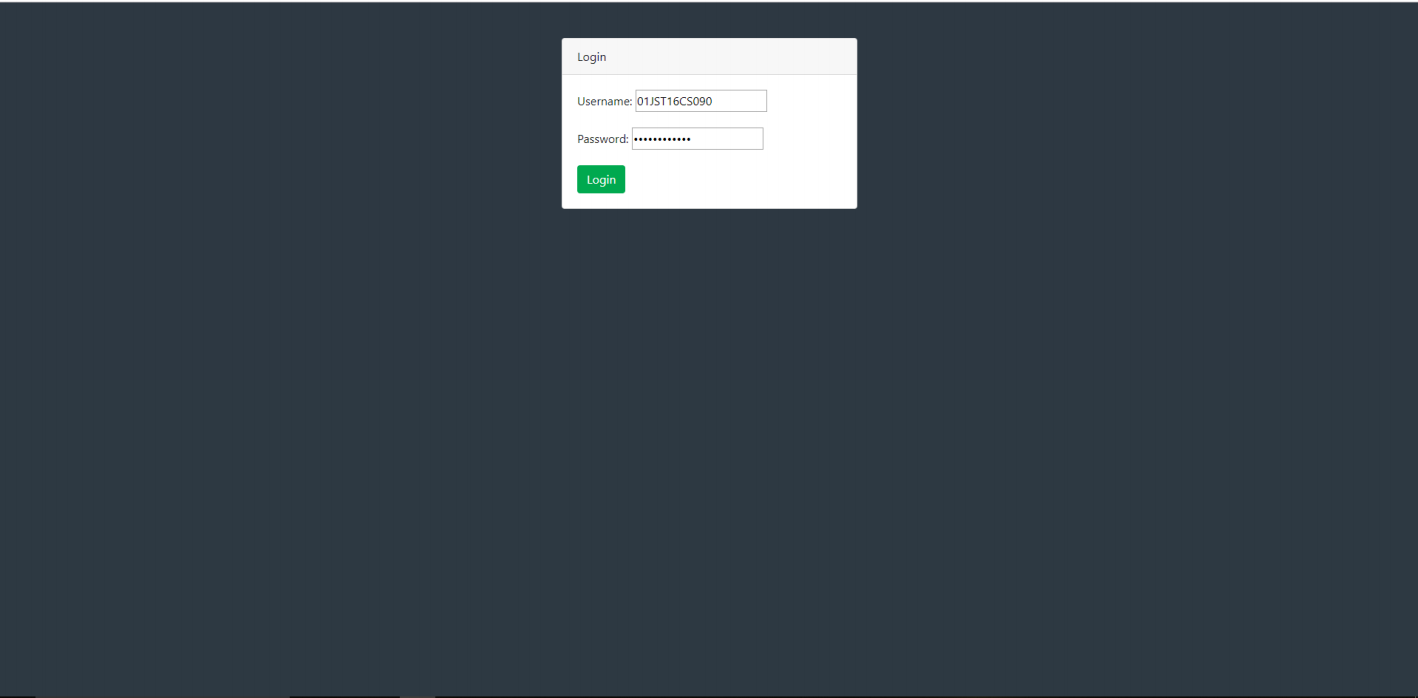 Login
Username: 01JST16CS090
Password: ••••••••••••
Login